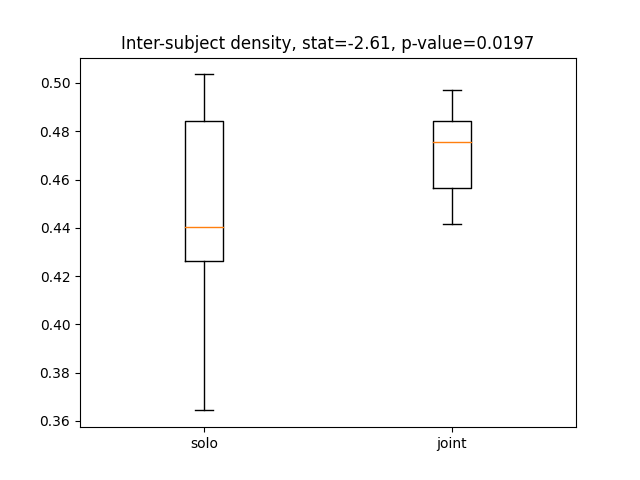 Inter-subject density, stat=-2.61, p-value=0.0197
0.50
0.48
0.46
0.44
0.42
0.40
0.38
0.36
solo
joint